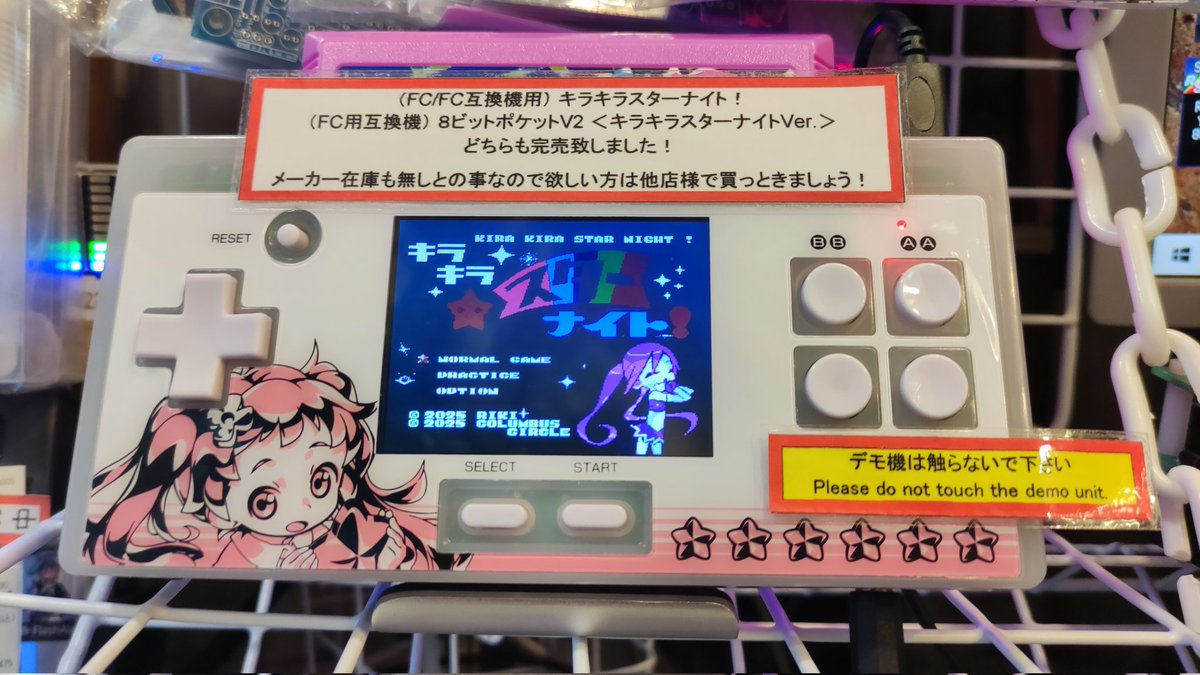 (FC/FC互換機用) キラキラスターナイト！
(FC用互換機) 8ビットポケットV2 ＜キラキラスターナイトVer.＞
どちらも完売致しました！
メーカー在庫も無しとの事なので欲しい方は他店様で買っときましょう！
RESET
KIRA KIRA STAR NIGHT !
キラ
キラ
スター
ナイト!
NORMAL GAME
PRACTICE
OPTION
© 2025 RIKI
© 2025 COLUMBUS
CIRCLE
BB
AA
SELECT
START
デモ機は触らないで下さい
Please do not touch the demo unit.